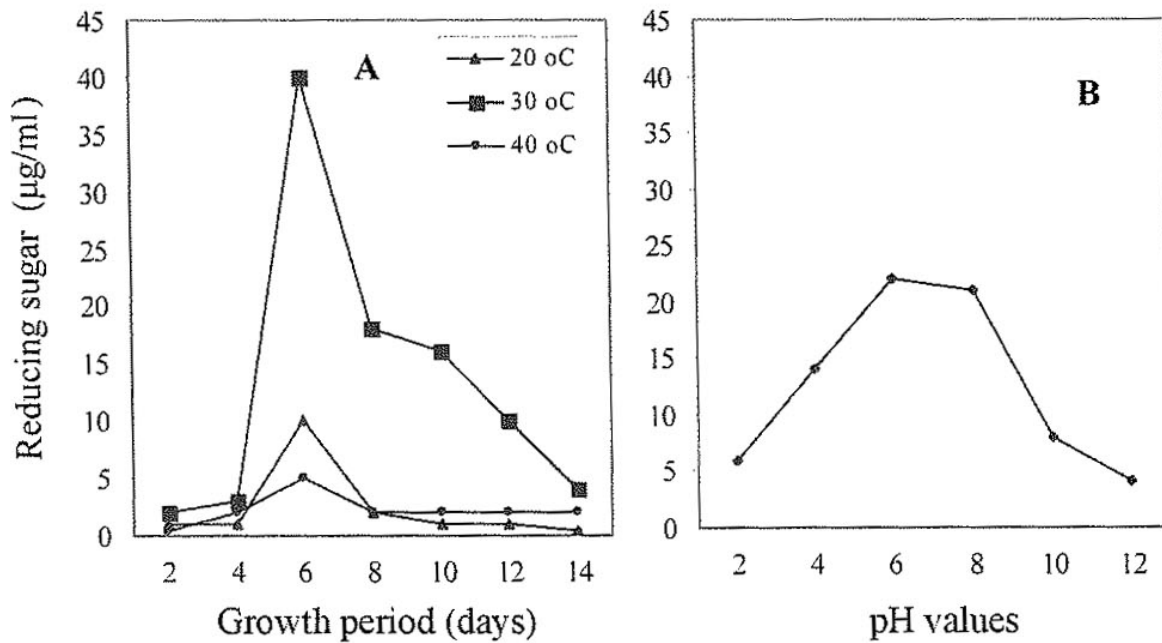 Reducing sugar (µg/ml)
45
40
35
30
25
20
15
10
5
0
A
20 oC
30 oC
40 oC
2 4 6 8 10 12 14
Growth period (days)
45
40
35
30
25
20
15
10
5
0
B
2 4 6 8 10 12
pH values